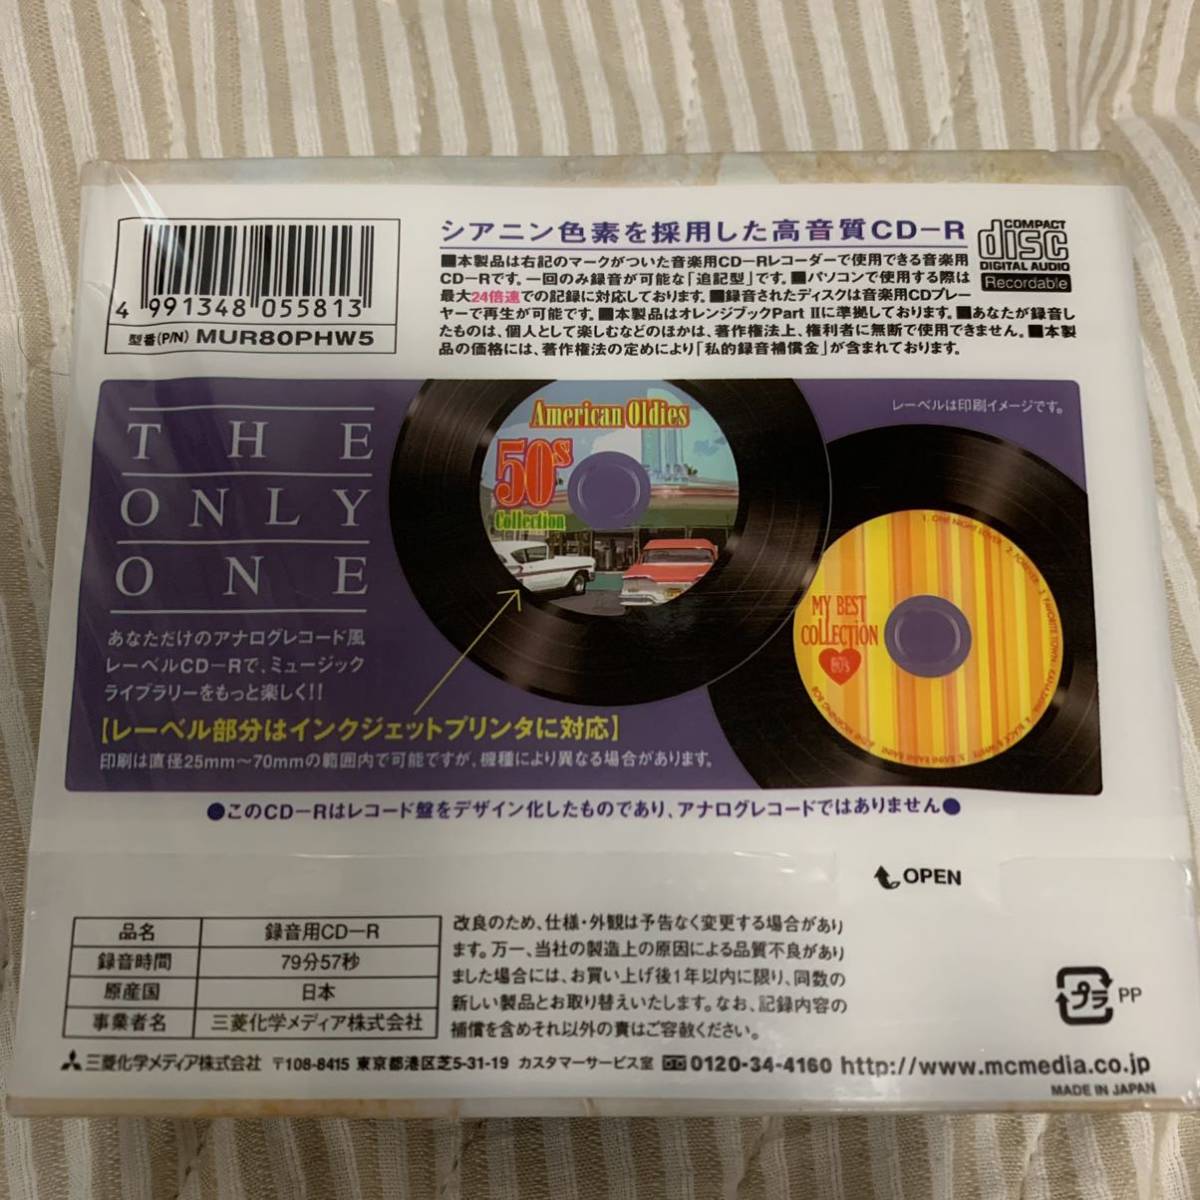 4 991348 055813
型番(P/N) MUR80PHW5
シアニン色素を採用した高音質CD-R
■本製品は右記のマークがついた音楽用CD-Rレコーダーで使用できる音楽用
CD-Rです。一回のみ録音が可能な「追記型」です。■パソコンで使用する際は
最大24倍速での記録に対応しております。■録音されたディスクは音楽用CDプレー
ヤーで再生が可能です。■本製品はオレンジブックPart Ⅱに準拠しております。■あなたが録音し
たものは、個人として楽しむなどのほかは、著作権法上、権利者に無断で使用できません。■本製
品の価格には、著作権法の定めにより「私的録音補償金」が含まれております。
COMPACT
disc
DIGITAL AUDIO
Recordable
THE
ONLY
ONE
あなただけのアナログレコード風
レーベルCD-Rで、ミュージック
ライブラリーをもっと楽しく!!
American Oldies
50s
Collection
レーベルは印刷イメージです。
MY BEST
COLLECTION
80's
1. ONE NIGHT LOVER
2. FOREVER
【レーベル部分はインクジェットプリンタに対応】
印刷は直径25mm〜70mmの範囲内で可能ですが、機種により異なる場合があります。
●このCD-Rはレコード盤をデザイン化したものであり、アナログレコードではありません●
OPEN
品名 録音用CD-R
録音時間 79分57秒
原産国 日本
事業者名 三菱化学メディア株式会社
改良のため、仕様・外観は予告なく変更する場合があり
ます。万一、当社の製造上の原因による品質不良があり
ました場合には、お買い上げ後1年以内に限り、同数の
新しい製品とお取り替えいたします。なお、記録内容の
補償を含めそれ以外の責はご容赦ください。
プラ PP
三菱化学メディア株式会社 〒108-8415 東京都港区芝5-31-19 カスタマーサービス室 0120-34-4160 http://www.mcmedia.co.jp
MADE IN JAPAN